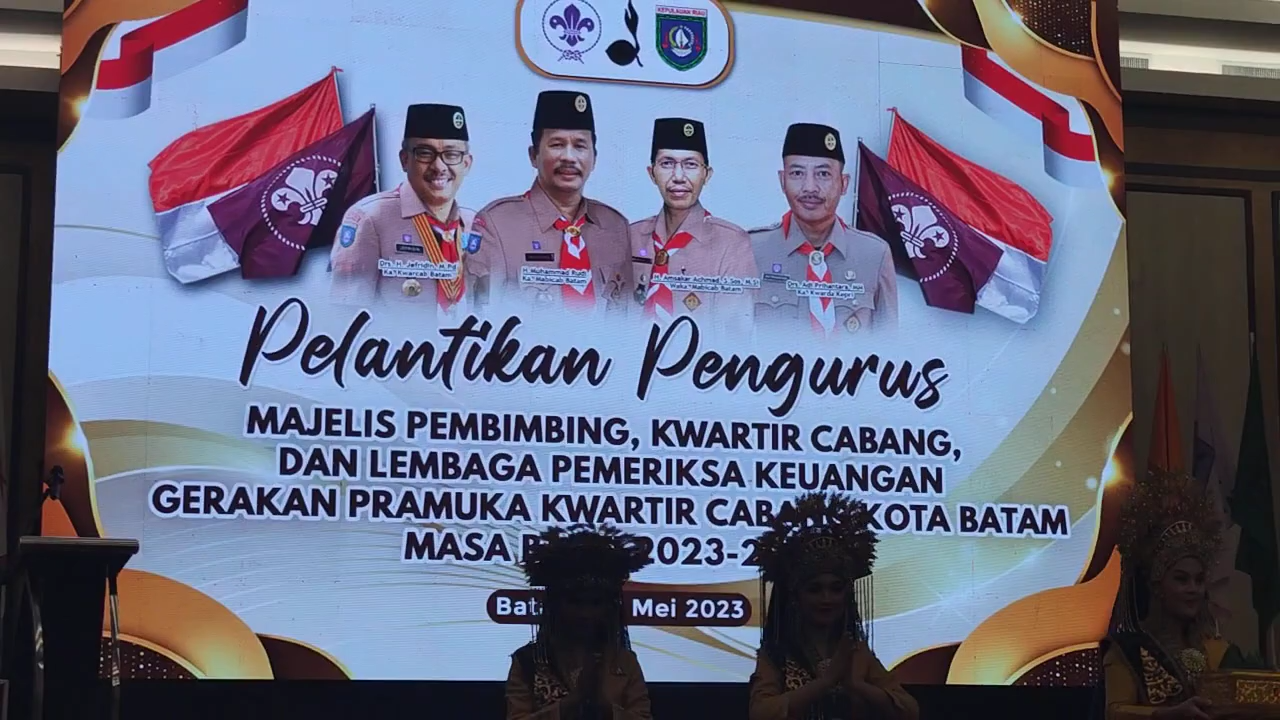 KEPULAUAN RIAU
Drs. H. Jefridin, M.Pd
Ka. Kwarcab Batam
H. Muhammad Rudi
Ka. Mabicab Batam
H. Amsakar Achmad, S.Sos, M.Si
Waka. Mabicab Batam
Drs. Adi Prihantara, MM
Ka. Kwarda Kepri
Pelantikan Pengurus
MAJELIS PEMBIMBING, KWARTIR CABANG,
DAN LEMBAGA PEMERIKSA KEUANGAN
GERAKAN PRAMUKA KWARTIR CABANG KOTA BATAM
MASA 2023-2
Mei 2023